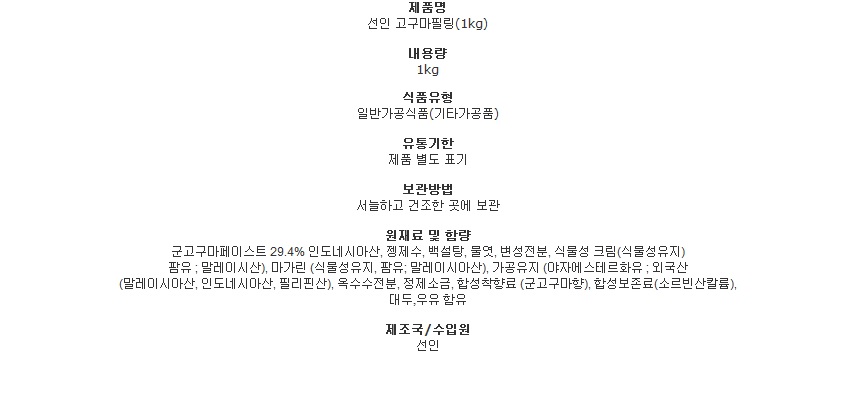 제품명
선인 고구마필링(1kg)
내용량
1kg
식품유형
일반가공식품(기타가공품)
유통기한
제품 별도 표기
보관방법
서늘하고 건조한 곳에 보관
원재료 및 함량
군고구마페이스트 29.4% 인도네시아산, 젱제수, 백설탕, 물엿, 변성전분, 식물성 크림(식물성유지)
팜유 ; 말레이시산), 마가린 (식물성유지, 팜유; 말레이시아산), 가공유지 (야자에스테르화유 ; 외국산
(말레이시아산, 인도네시아산, 필리핀산), 옥수수전분, 정제소금, 합성착향료 (군고구마향), 합성보존료(소르빈산칼륨),
대두,우유 함유
제조국/수입원
선인